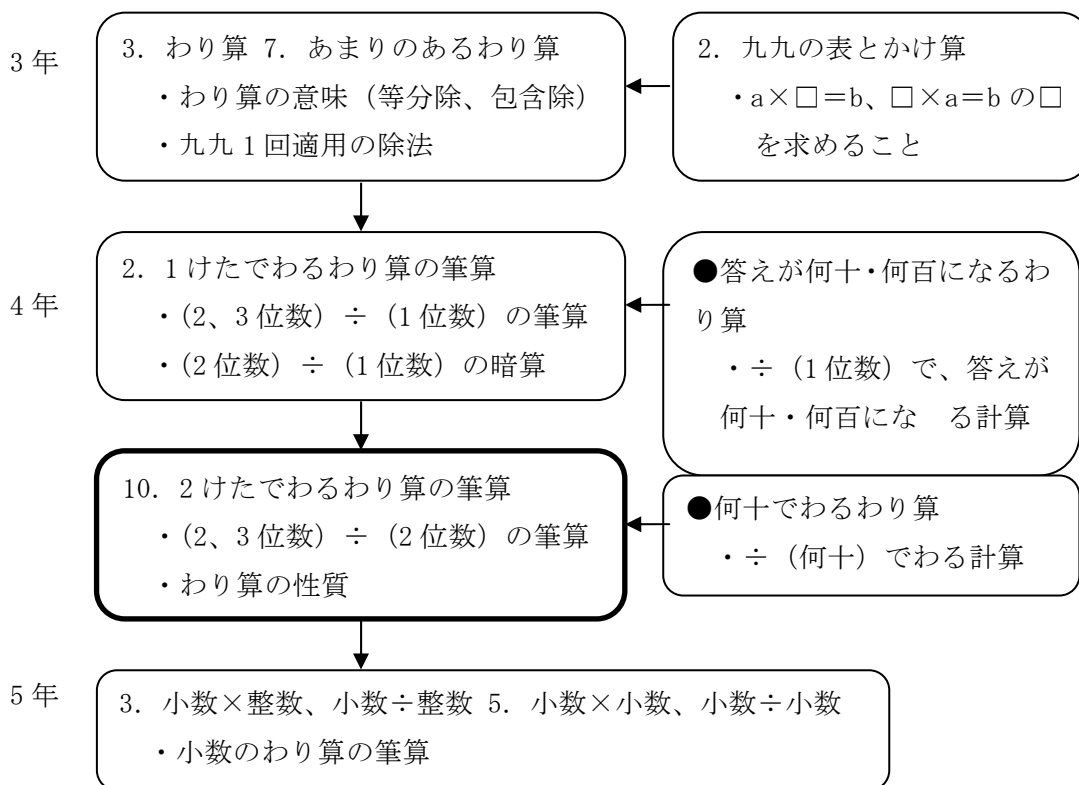 3年
3．わり算 7．あまりのあるわり算
・わり算の意味（等分除、包含除）
・九九1回適用の除法
2．九九の表とかけ算
・a×□＝b、□×a＝bの□
を求めること
4年
2．1けたでわるわり算の筆算
・(2、3位数）÷（1位数）の筆算
・(2位数）÷（1位数）の暗算
●答えが何十・何百になるわ
り算
・÷（1位数）で、答えが
何十・何百にな　る計算
10．2けたでわるわり算の筆算
・(2、3位数）÷（2位数）の筆算
・わり算の性質
●何十でわるわり算
・÷（何十）でわる計算
5年
3．小数×整数、小数÷整数 5．小数×小数、小数÷小数
・小数のわり算の筆算